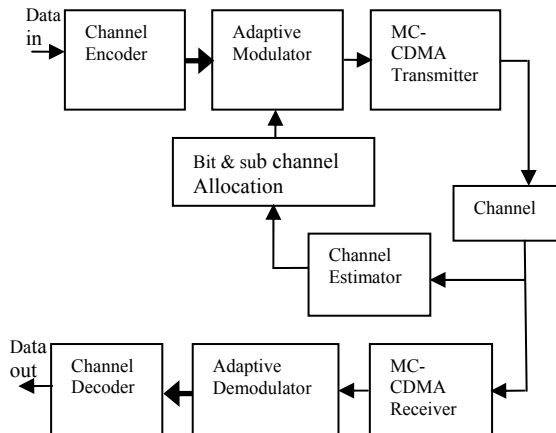 Data
in
Channel
Encoder
Adaptive
Modulator
MC-
CDMA
Transmitter
Bit & sub channel
Allocation
Channel
Channel
Estimator
Data
out
Channel
Decoder
Adaptive
Demodulator
MC-
CDMA
Receiver